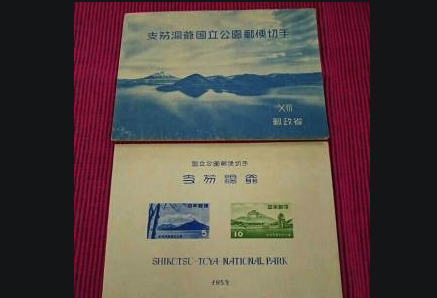 支笏洞爺国立公園郵便切手
XIII
郵政省
国立公園郵便切手
支笏洞爺
日本郵便
5
日本郵便
10
SHIKOTSU-TOYA-NATIONAL PARK
1953